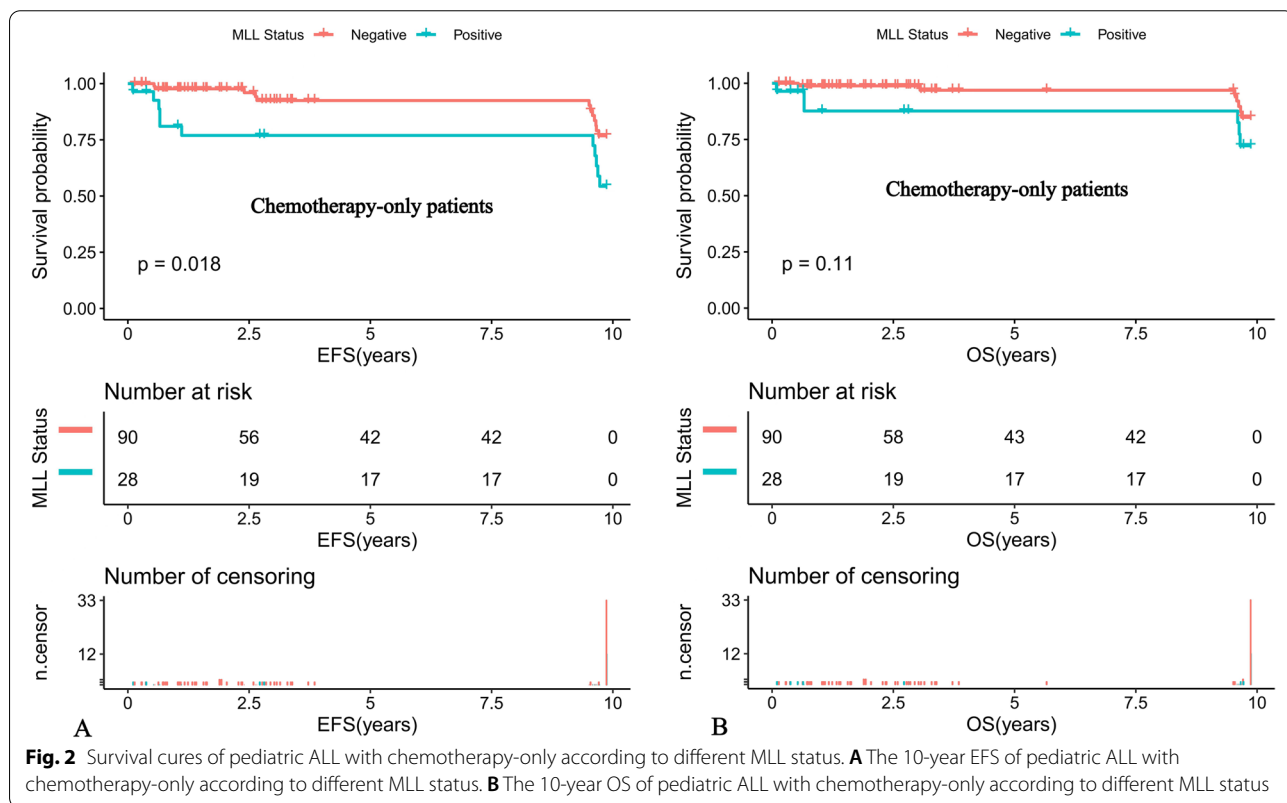 MLL Status Negative Positive
1.00
0.75
0.50
0.25
0.00
Survival probability
Chemotherapy-only patients
p = 0.018
0 2.5 5 7.5 10
EFS(years)
Number at risk
MLL Status
90 56 42 42 0
28 19 17 17 0
0 2.5 5 7.5 10
EFS(years)
Number of censoring
n.censor
33
12
0 2.5 5 7.5 10
EFS(years)
A
MLL Status Negative Positive
1.00
0.75
0.50
0.25
0.00
Survival probability
Chemotherapy-only patients
p = 0.11
0 2.5 5 7.5 10
OS(years)
Number at risk
MLL Status
90 58 43 42 0
28 19 17 17 0
0 2.5 5 7.5 10
OS(years)
Number of censoring
n.censor
33
12
0 2.5 5 7.5 10
OS(years)
B
Fig. 2 Survival cures of pediatric ALL with chemotherapy-only according to different MLL status. A The 10-year EFS of pediatric ALL with
chemotherapy-only according to different MLL status. B The 10-year OS of pediatric ALL with chemotherapy-only according to different MLL status